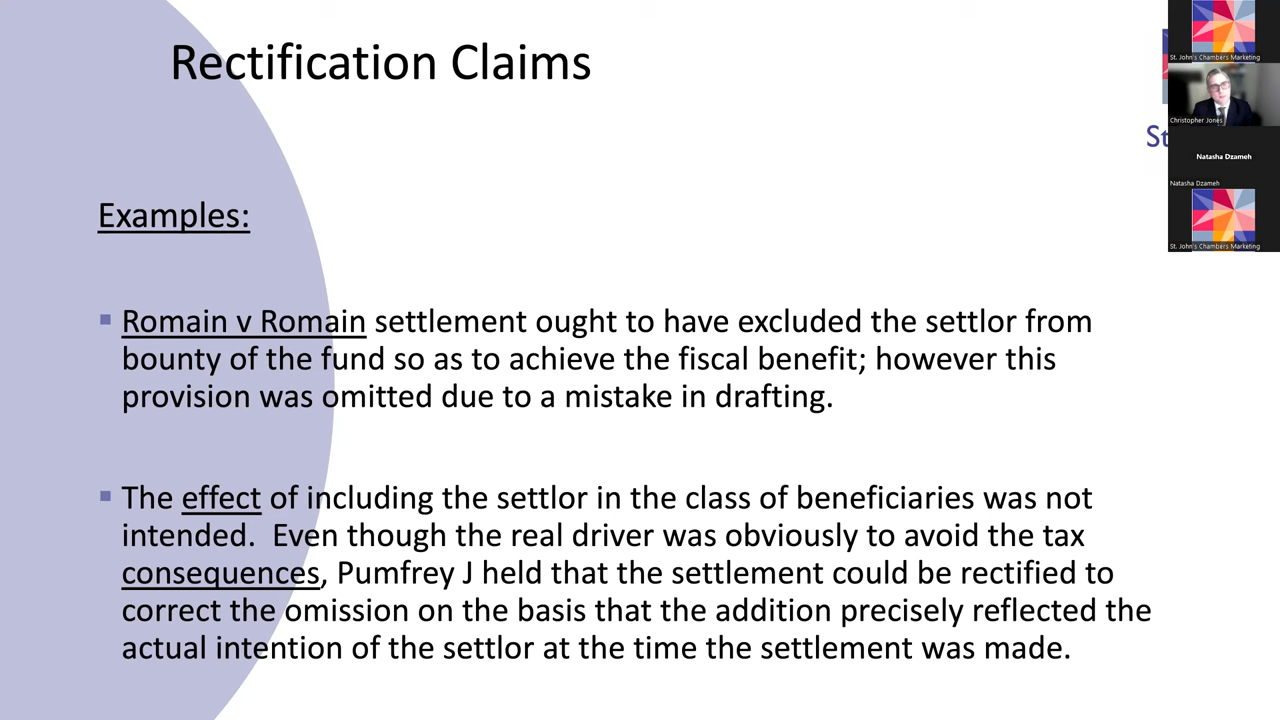 Rectification Claims
Examples:
Romain v Romain settlement ought to have excluded the settlor from
bounty of the fund so as to achieve the fiscal benefit; however this
provision was omitted due to a mistake in drafting.
The effect of including the settlor in the class of beneficiaries was not
intended. Even though the real driver was obviously to avoid the tax
consequences, Pumfrey J held that the settlement could be rectified to
correct the omission on the basis that the addition precisely reflected the
actual intention of the settlor at the time the settlement was made.
St
St. John's Chambers Marketing
Christopher Jones
Natasha Dzameh
Natasha Dzameh
St. John's Chambers Marketing